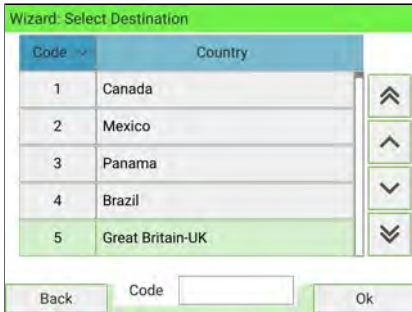 Wizard: Select Destination
Code Country
1 Canada
2 Mexico
3 Panama
4 Brazil
5 Great Britain-UK
Back Code Ok